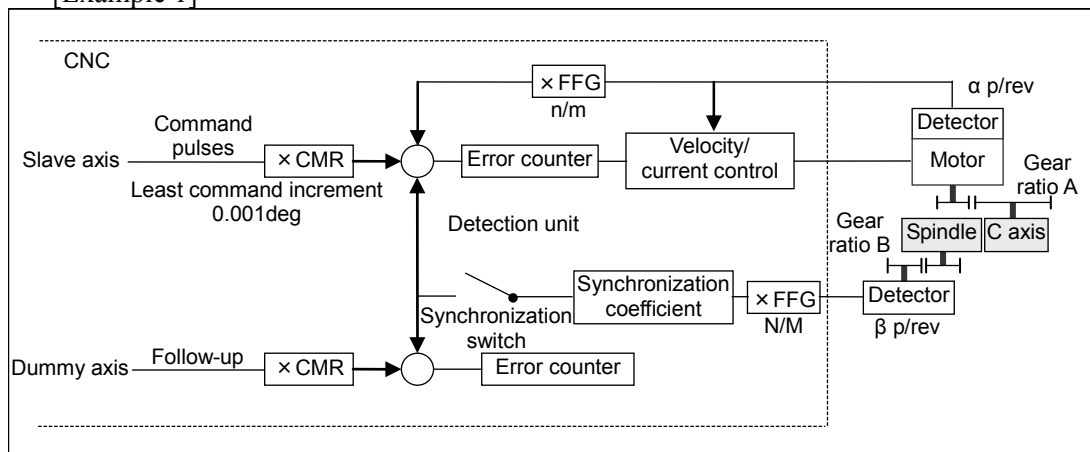 [Example 1]
CNC
× FFG
n/m
α p/rev
Command
pulses
Slave axis
× CMR
Error counter
Velocity/
current control
Detector
Motor
Least command increment
0.001deg
Gear
ratio A
Detection unit
Gear
ratio B
Spindle
C axis
Synchronization
coefficient
× FFG
N/M
Detector
β p/rev
Synchronization
switch
Dummy axis
Follow-up
× CMR
Error counter